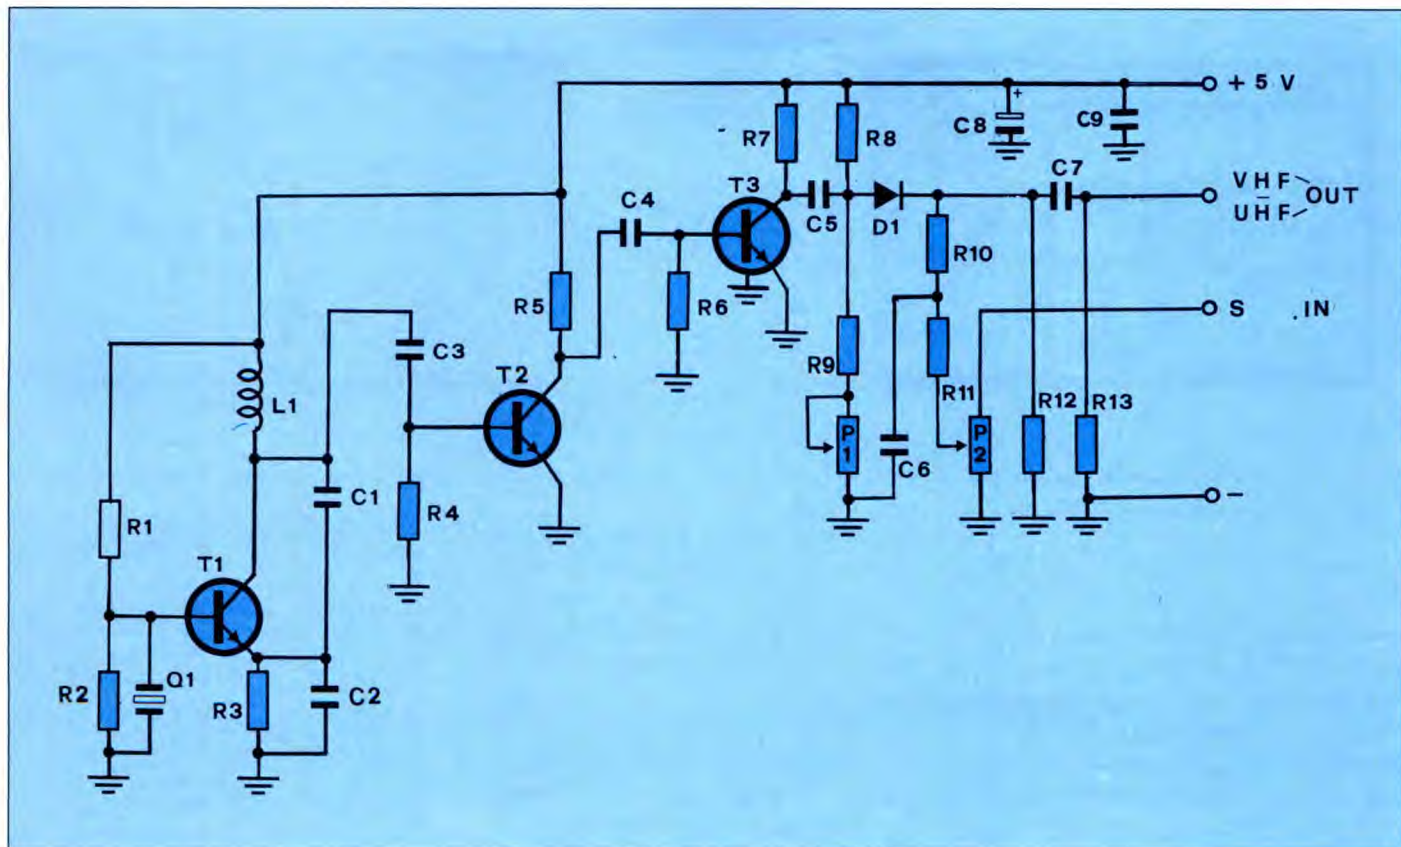 + 5 V
R7
R8
C8
+
C9
T3
C7
VHF
UHF
OUT
C4
C5
D1
R10
R5
R6
S .IN
C3
R9
T2
R11
R12
R13
L1
P1
P2
C6
C1
R4
–
R1
T1
R2
Q1
R3
C2